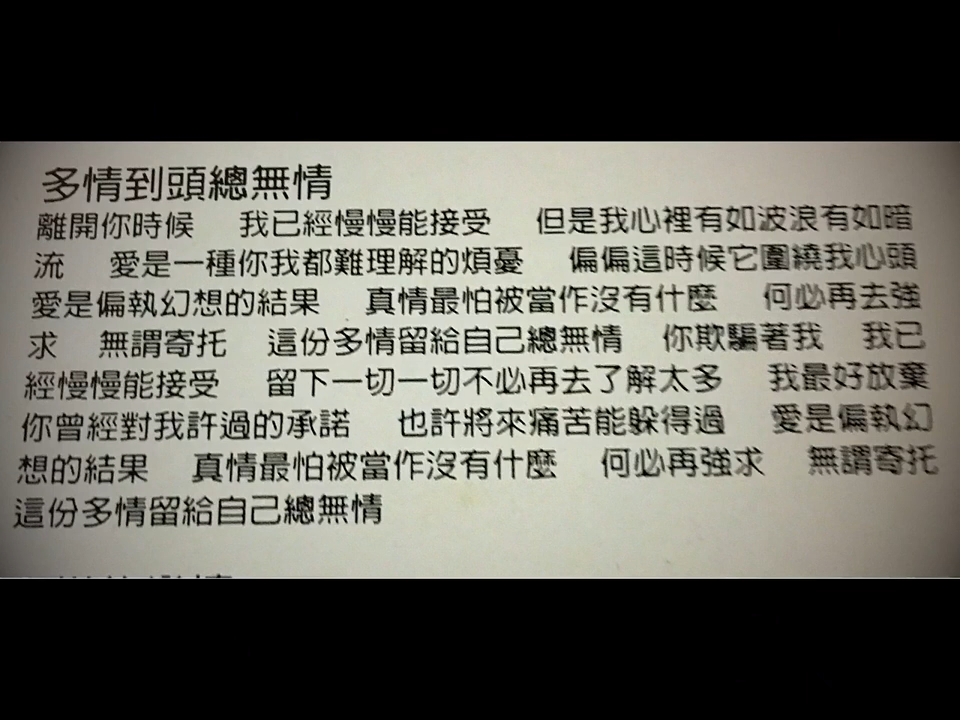 多情到頭總無情
離開你時候　我已經慢慢能接受　但是我心裡有如波浪有如暗
流　愛是一種你我都難理解的煩憂　偏偏這時候它圍繞我心頭
愛是偏執幻想的結果　真情最怕被當作沒有什麼　何必再去強
求　無謂寄托　這份多情留給自己總無情　你欺騙著我　我已
經慢慢能接受　留下一切一切不必再去了解太多　我最好放棄
你曾經對我許過的承諾　也許將來痛苦能躲得過　愛是偏執幻
想的結果　真情最怕被當作沒有什麼　何必再強求　無謂寄托
這份多情留給自己總無情